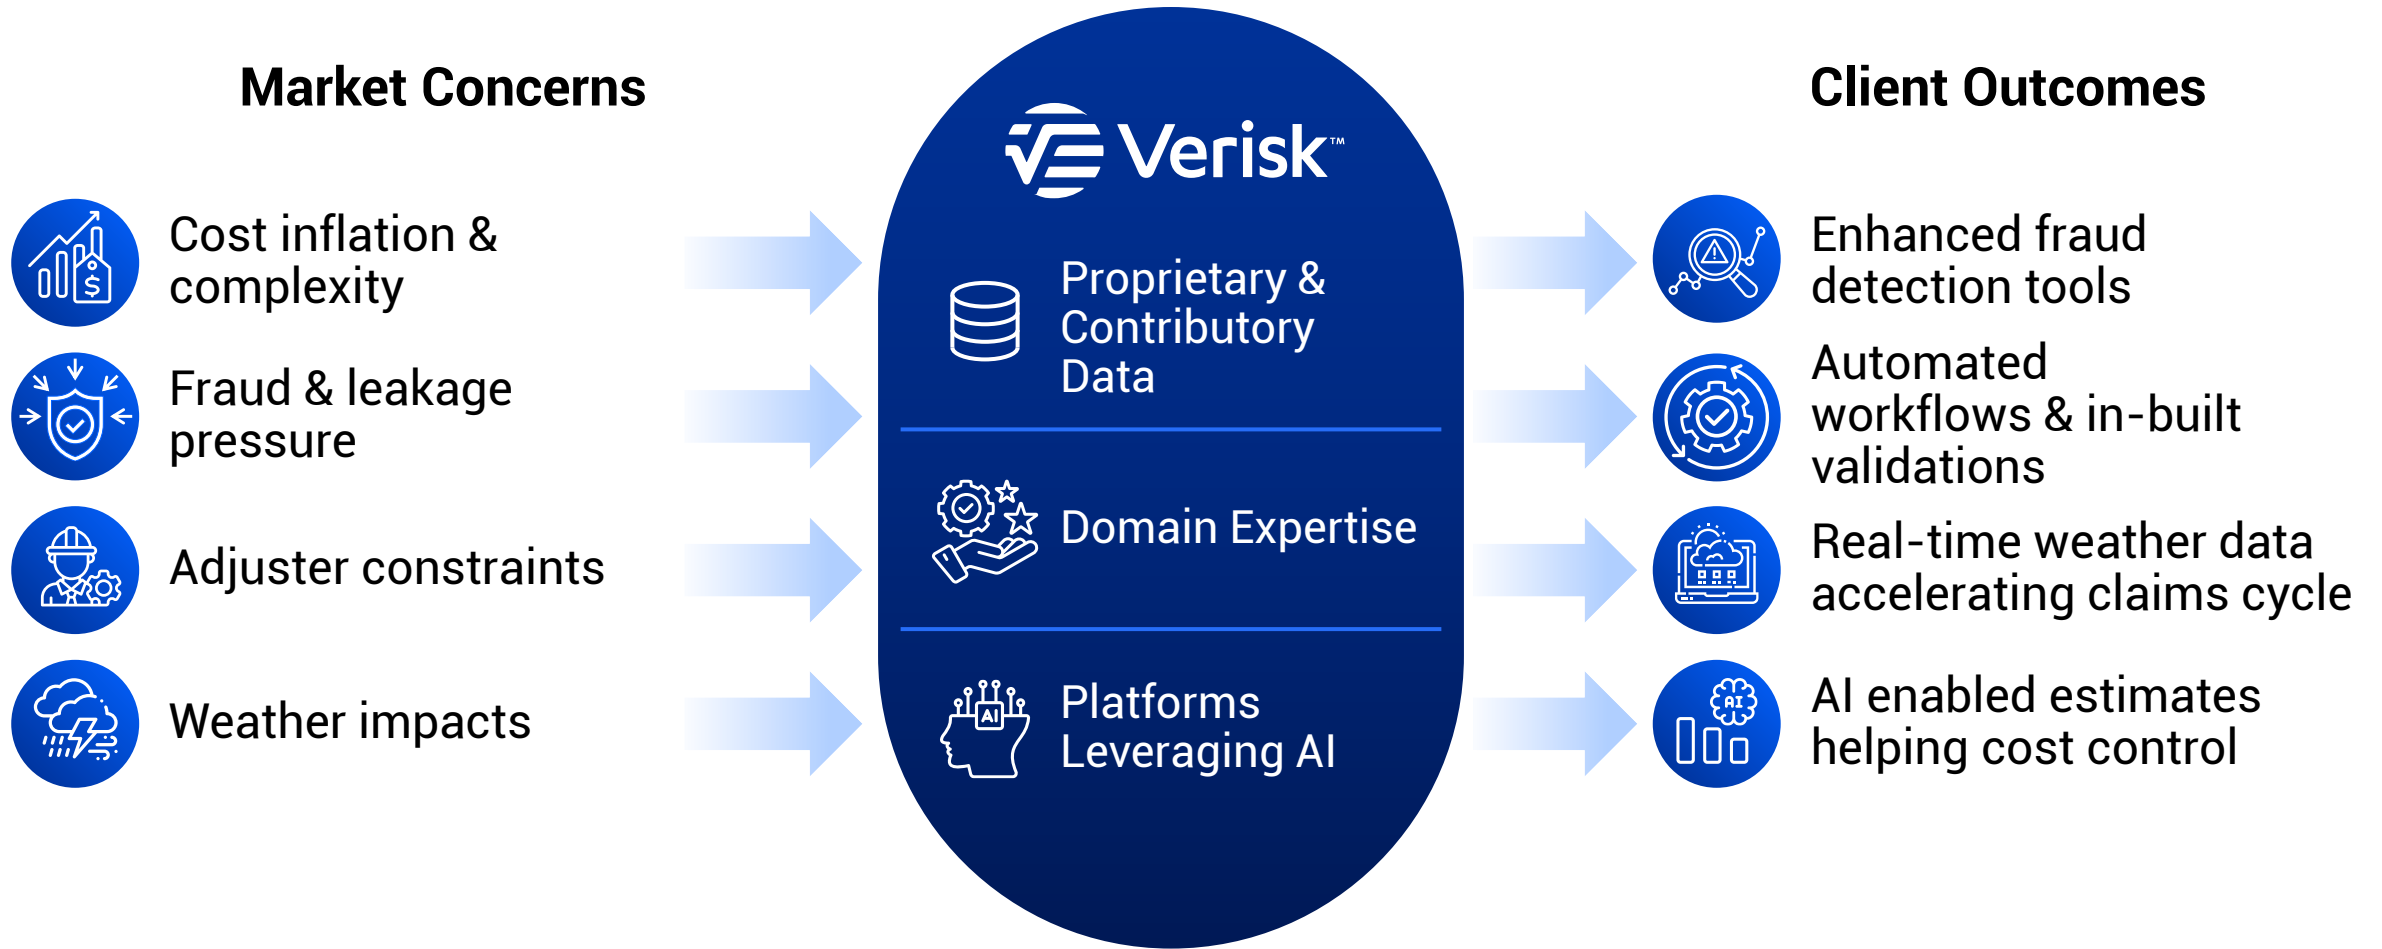 Market Concerns
Cost inflation &
complexity
Fraud & leakage
pressure
Adjuster constraints
Weather impacts
Verisk™
Proprietary &
Contributory
Data
Domain Expertise
AI
Platforms
Leveraging AI
Client Outcomes
$
Enhanced fraud
detection tools
Automated
workflows & in-built
validations
Real-time weather data
accelerating claims cycle
AI
AI enabled estimates
helping cost control